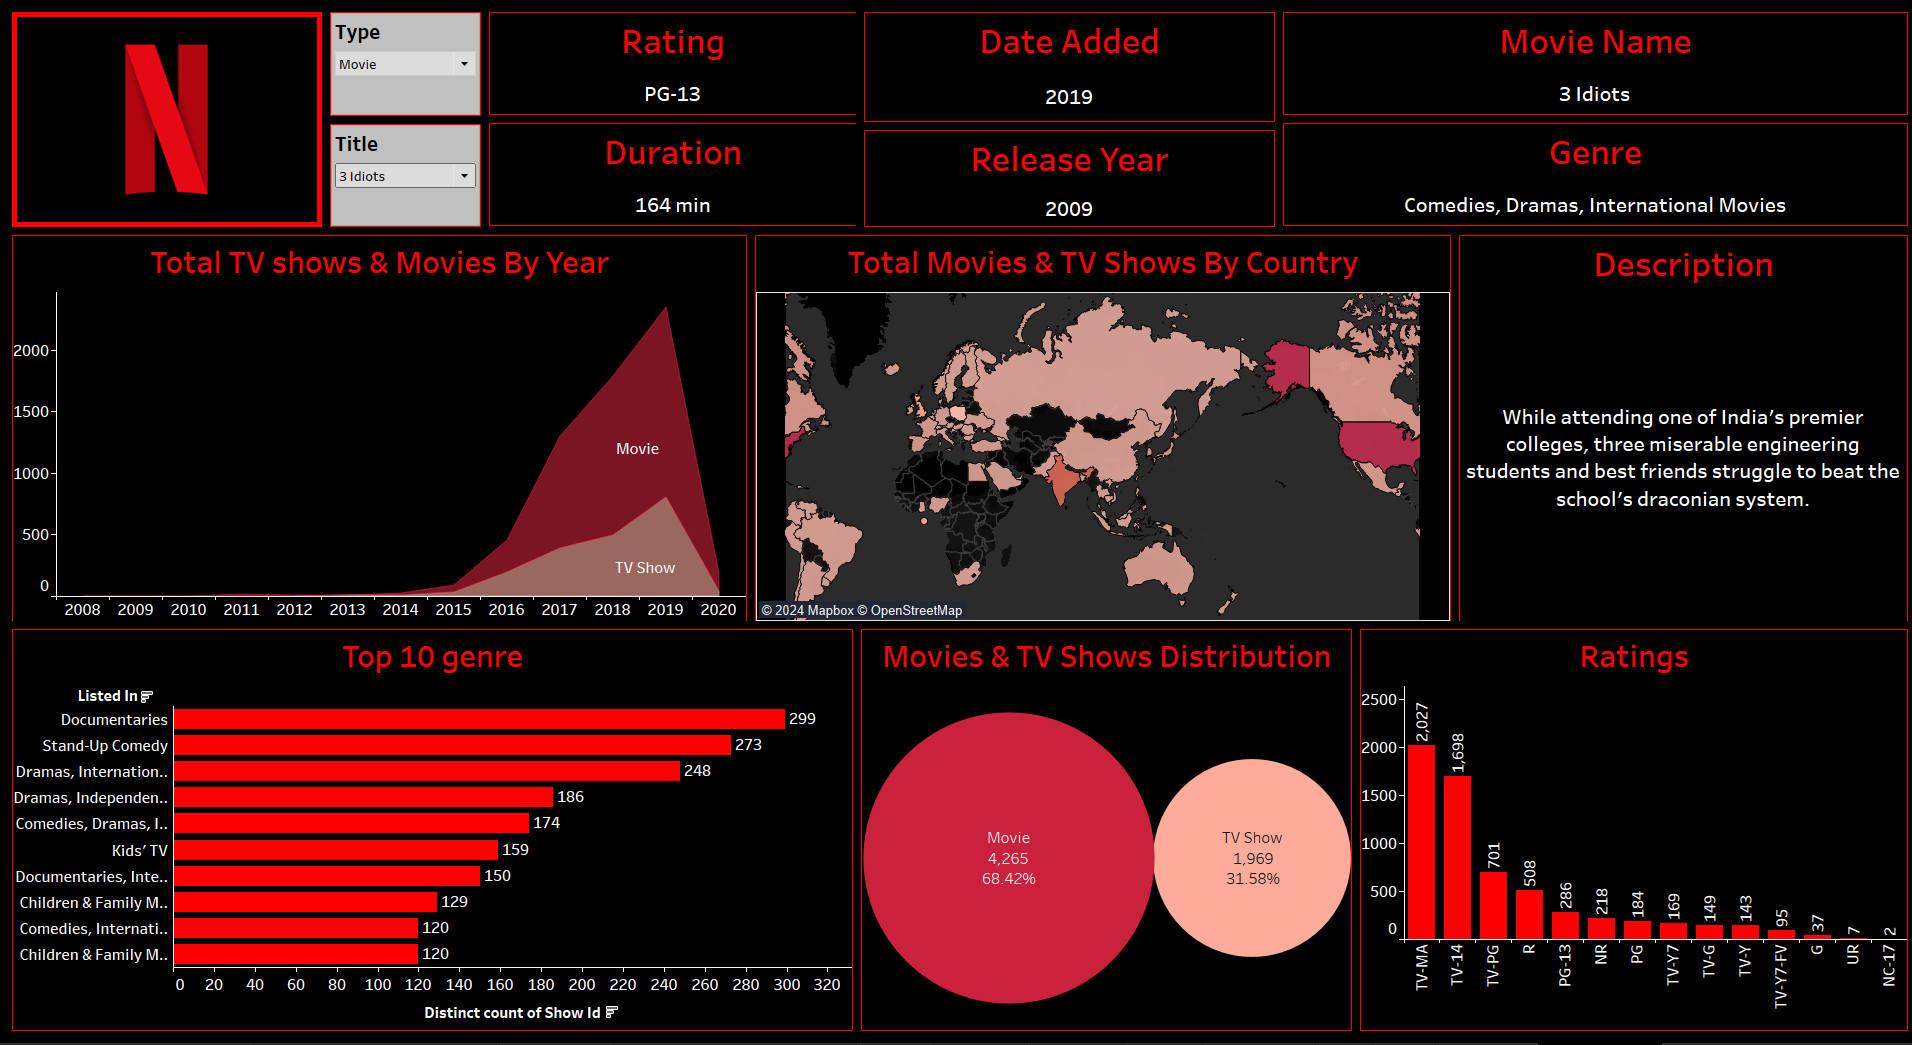 Type
Movie
Title
3 Idiots
Rating
PG-13
Duration
164 min
Date Added
2019
Release Year
2009
Movie Name
3 Idiots
Genre
Comedies, Dramas, International Movies
Total TV shows & Movies By Year
2000
1500
1000
500
0
Movie
TV Show
2008 2009 2010 2011 2012 2013 2014 2015 2016 2017 2018 2019 2020
Total Movies & TV Shows By Country
© 2024 Mapbox © OpenStreetMap
Description
While attending one of India’s premier
colleges, three miserable engineering
students and best friends struggle to beat the
school’s draconian system.
Top 10 genre
Listed In
Documentaries 299
Stand-Up Comedy 273
Dramas, Internation.. 248
Dramas, Independen.. 186
Comedies, Dramas, I.. 174
Kids’ TV 159
Documentaries, Inte.. 150
Children & Family M.. 129
Comedies, Internati.. 120
Children & Family M.. 120
0 20 40 60 80 100 120 140 160 180 200 220 240 260 280 300 320
Distinct count of Show Id
Movies & TV Shows Distribution
Movie
4,265
68.42%
TV Show
1,969
31.58%
Ratings
2500
2000
1500
1000
500
0
2,027
1,698
701
508
286
218
184
169
149
143
95
37
7
2
TV-MA
TV-14
TV-PG
R
PG-13
NR
PG
TV-Y7
TV-G
TV-Y
TV-Y7-FV
G
UR
NC-17